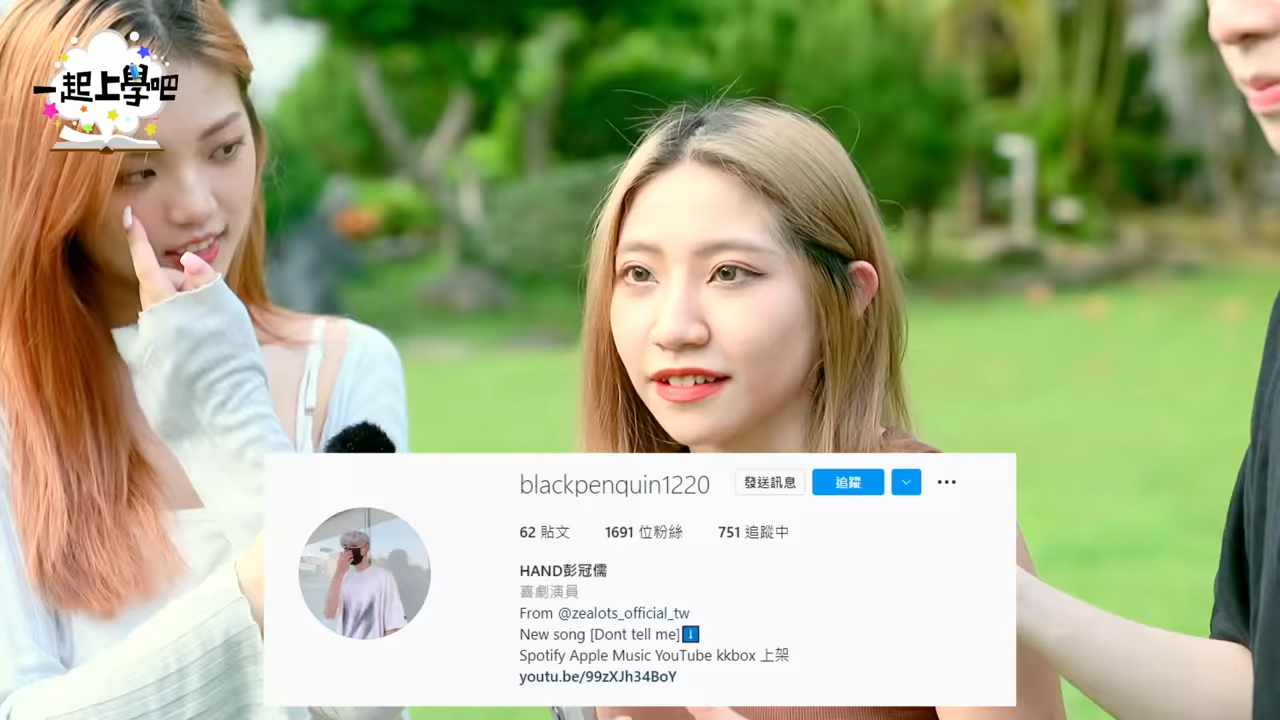 一起上學吧
blackpenquin1220 發送訊息 追蹤
62 貼文 1691 位粉絲 751 追蹤中
HAND彭冠儒
喜劇演員
From @zealots_official_tw
New song [Dont tell me]⬇️
Spotify Apple Music YouTube kkbox 上架
youtu.be/99zXJh34BoY